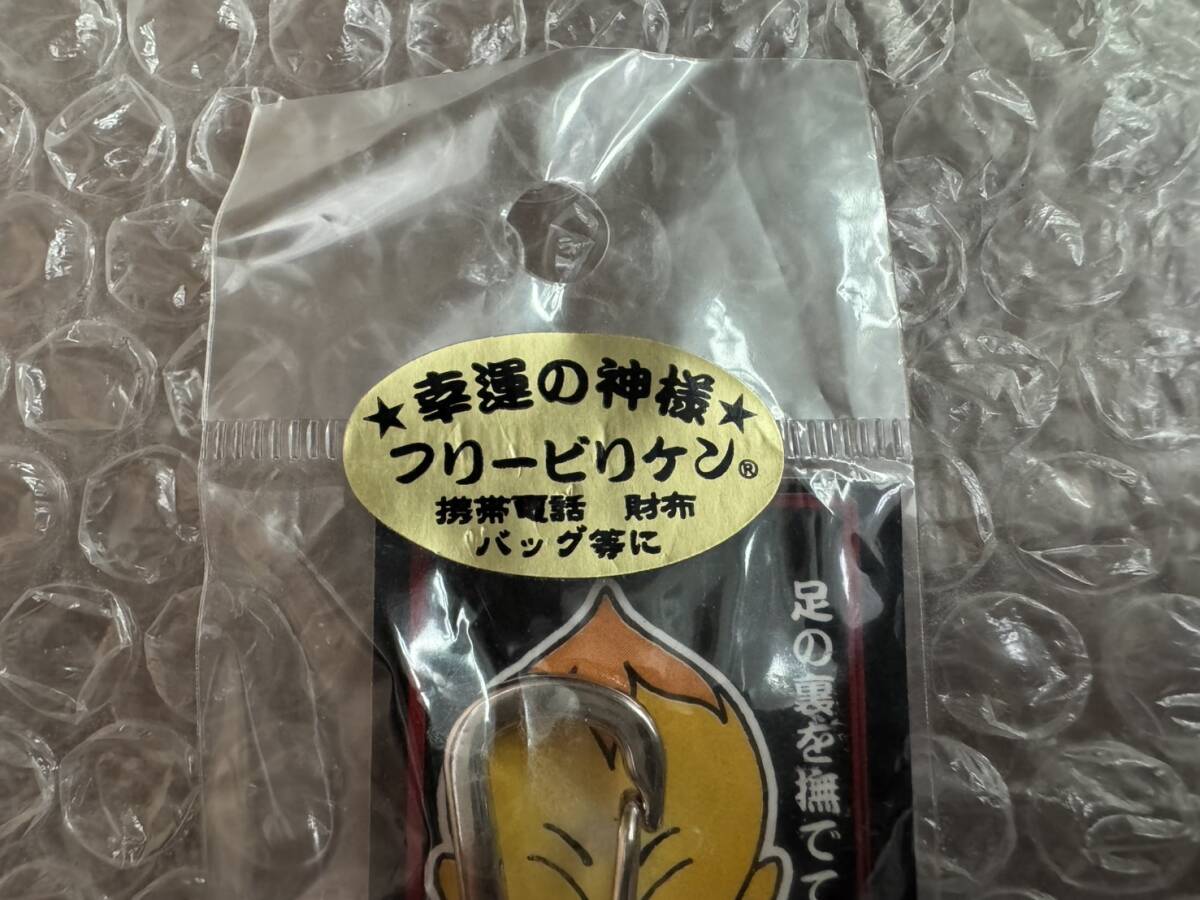 ★幸運の神様★
フリービリケン®
携帯電話 財布
バッグ等に
足の裏を撫でて